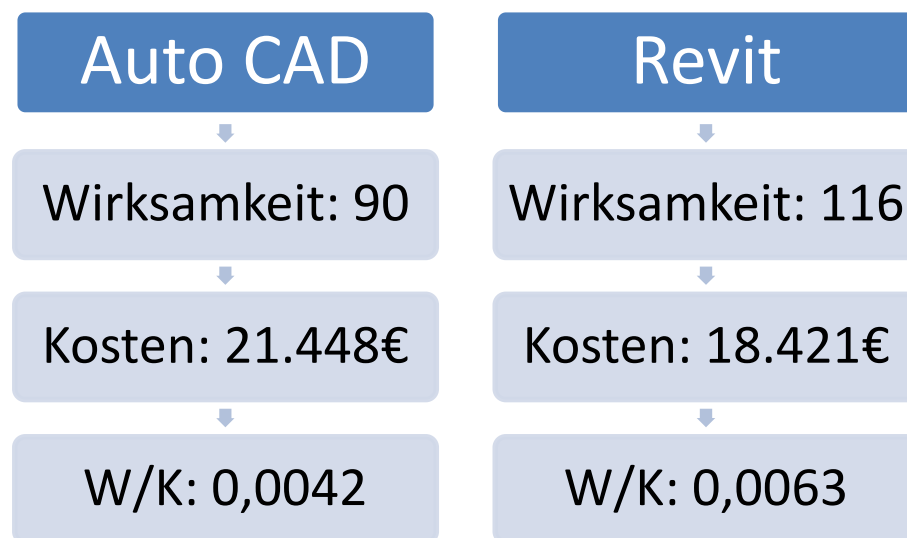 Auto CAD
Wirksamkeit: 90
Kosten: 21.448€
W/K: 0,0042
Revit
Wirksamkeit: 116
Kosten: 18.421€
W/K: 0,0063